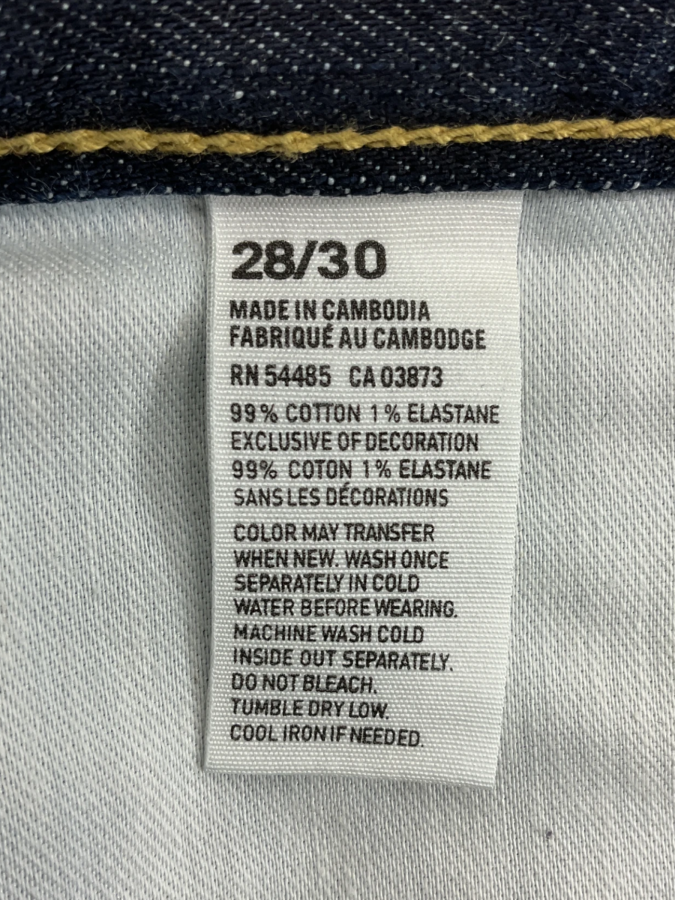 28/30
MADE IN CAMBODIA
FABRIQUÉ AU CAMBODGE
RN 54485 CA 03873
99% COTTON 1% ELASTANE
EXCLUSIVE OF DECORATION
99% COTON 1% ELASTANE
SANS LES DÉCORATIONS
COLOR MAY TRANSFER
WHEN NEW. WASH ONCE
SEPARATELY IN COLD
WATER BEFORE WEARING.
MACHINE WASH COLD
INSIDE OUT SEPARATELY.
DO NOT BLEACH.
TUMBLE DRY LOW.
COOL IRON IF NEEDED.